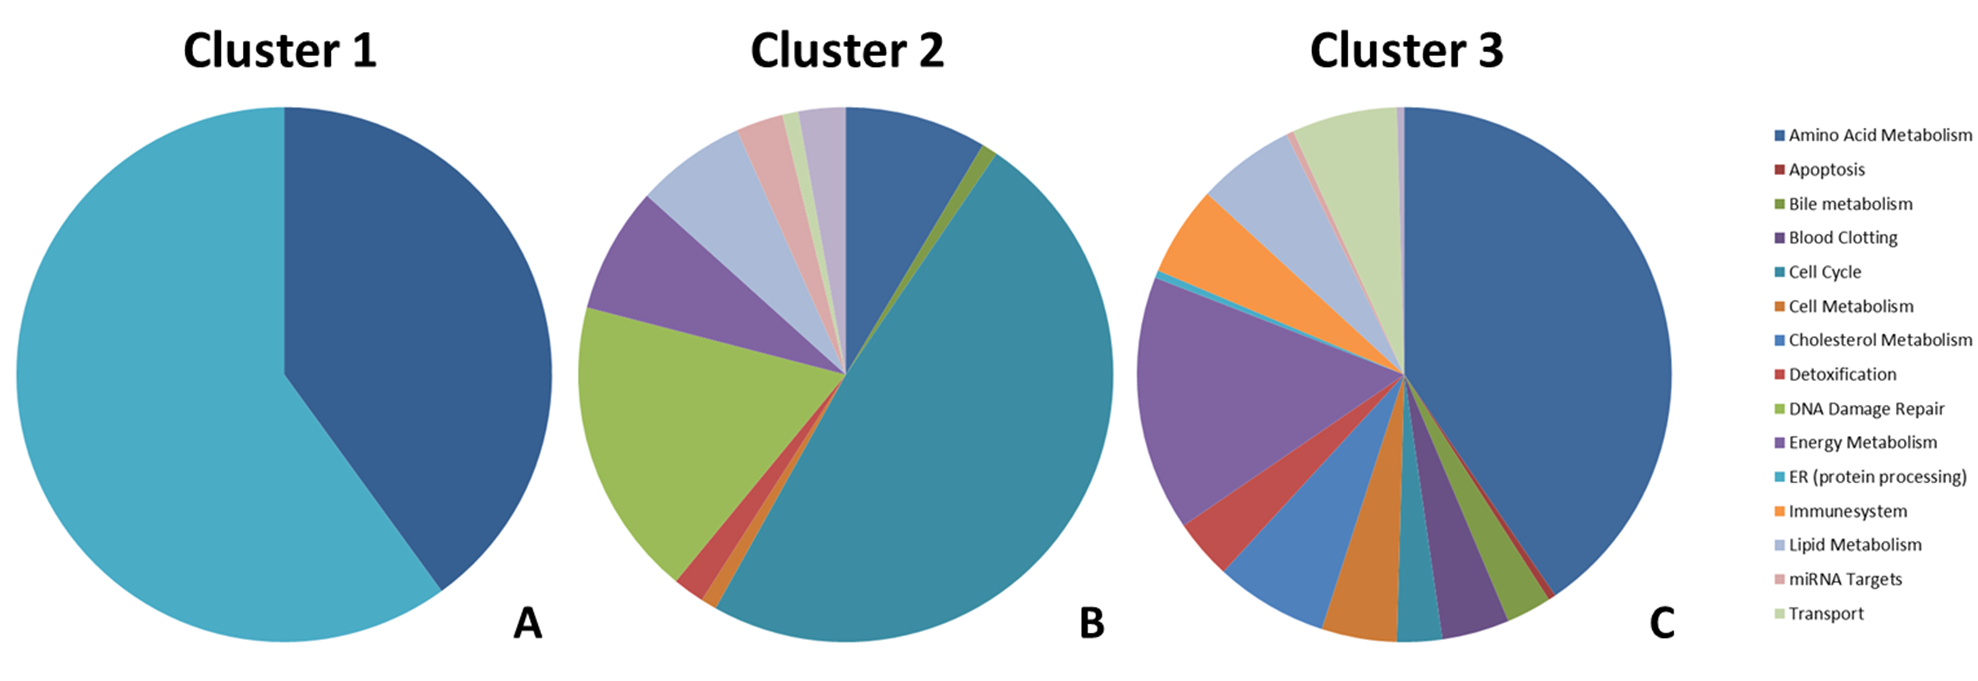 Cluster 1
Cluster 2
Cluster 3
A
B
C
Amino Acid Metabolism
Apoptosis
Bile metabolism
Blood Clotting
Cell Cycle
Cell Metabolism
Cholesterol Metabolism
Detoxification
DNA Damage Repair
Energy Metabolism
ER (protein processing)
Immunesystem
Lipid Metabolism
miRNA Targets
Transport